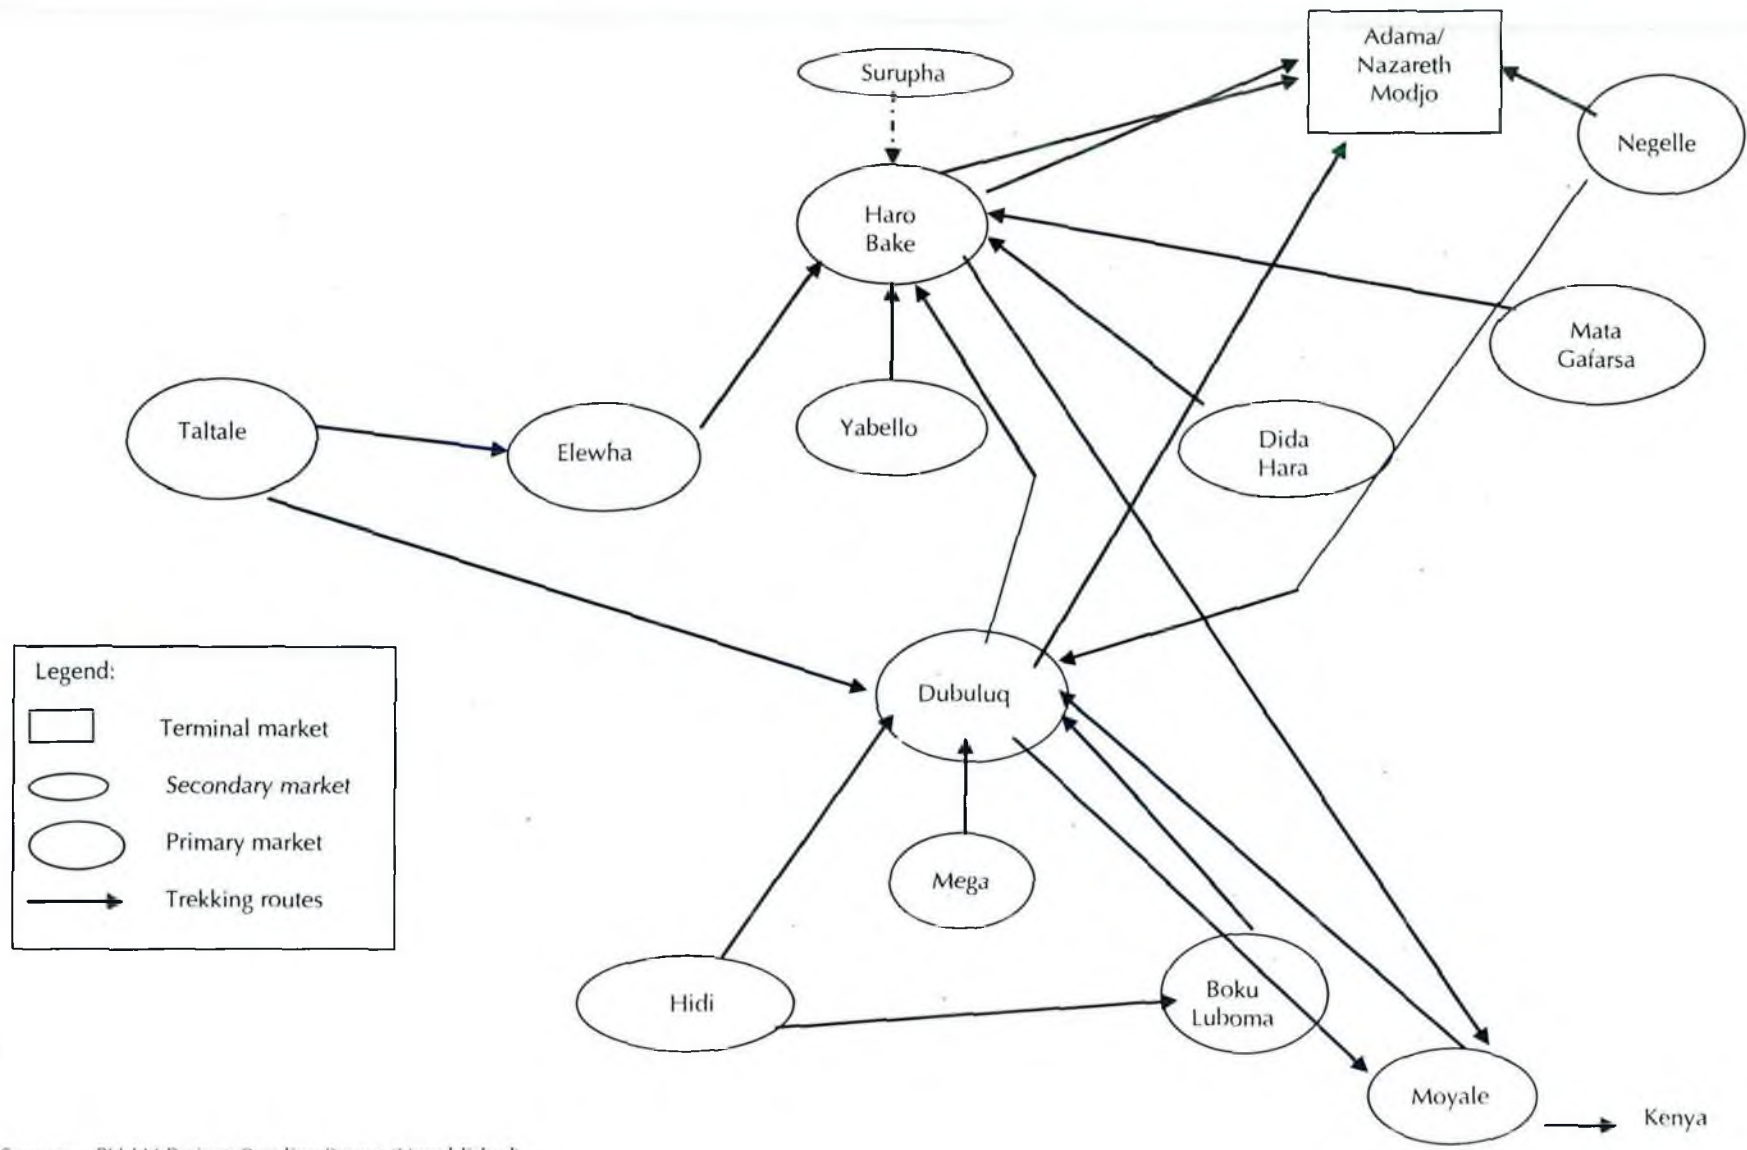 Surupha
Adama/
Nazareth
Modjo
Negelle
Haro
Bake
Mata
Gafarsa
Taltale
Elewha
Yabello
Dida
Hara
Dubuluq
Legend:
Terminal market
Secondary market
Primary market
Trekking routes
Mega
Hidi
Boku
Luboma
Moyale
Kenya